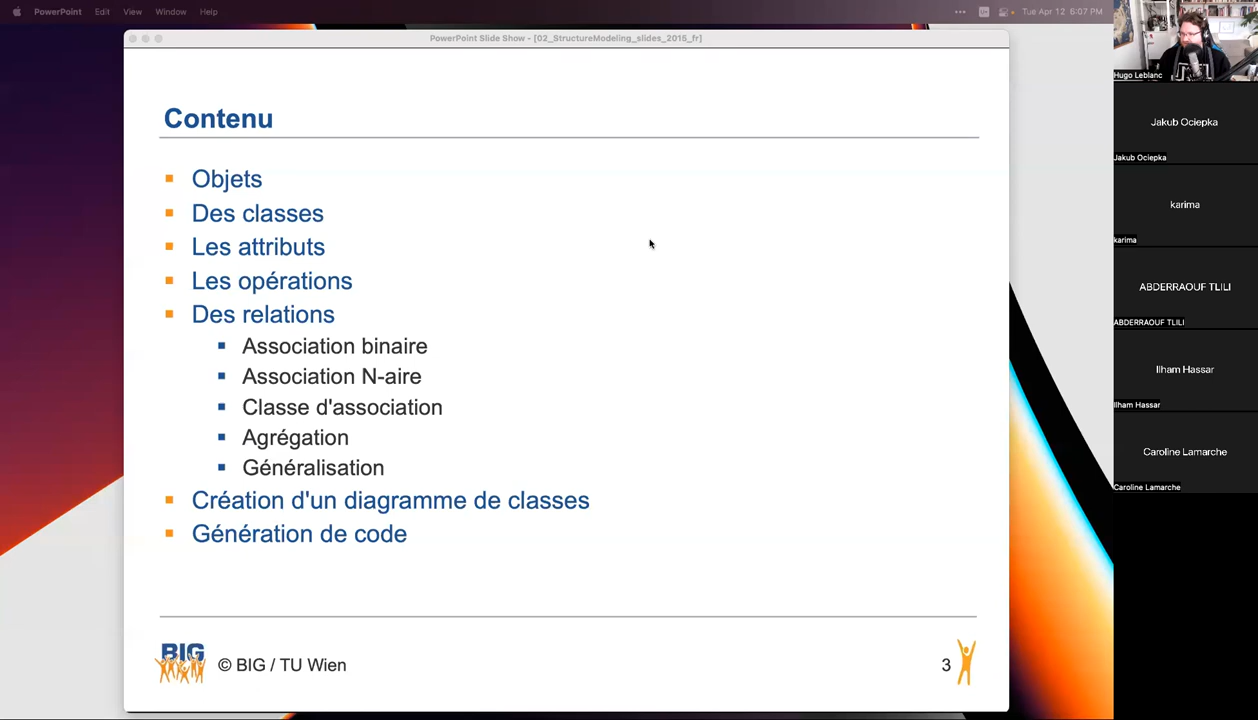 PowerPoint Edit View Window Help
Tue Apr 12 5:07 PM
PowerPoint Slide Show - [02_StructureModeling_slides_2015_fr]
Contenu
Objets
Des classes
Les attributs
Les opérations
Des relations
Association binaire
Association N-aire
Classe d'association
Agrégation
Généralisation
Création d'un diagramme de classes
Génération de code
BIG
© BIG / TU Wien
3
Hugo Leblanc
Jakub Ociepka
Jakub Ociepka
karima
karima
ABDERRAOUF TLILI
ABDERRAOUF TLILI
Ilham Hassar
Ilham Hassar
Caroline Lamarche
Caroline Lamarche